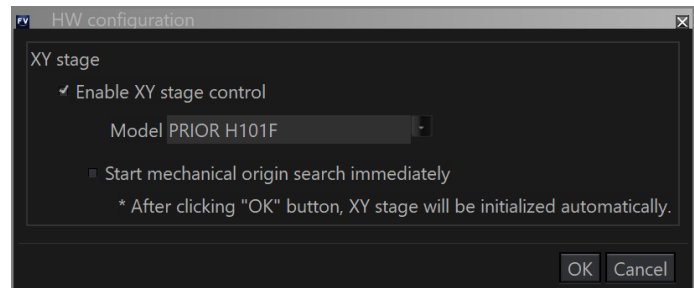 FV HW configuration
XY stage
Enable XY stage control
Model PRIOR H101F
Start mechanical origin search immediately
* After clicking "OK" button, XY stage will be initialized automatically.
OK Cancel